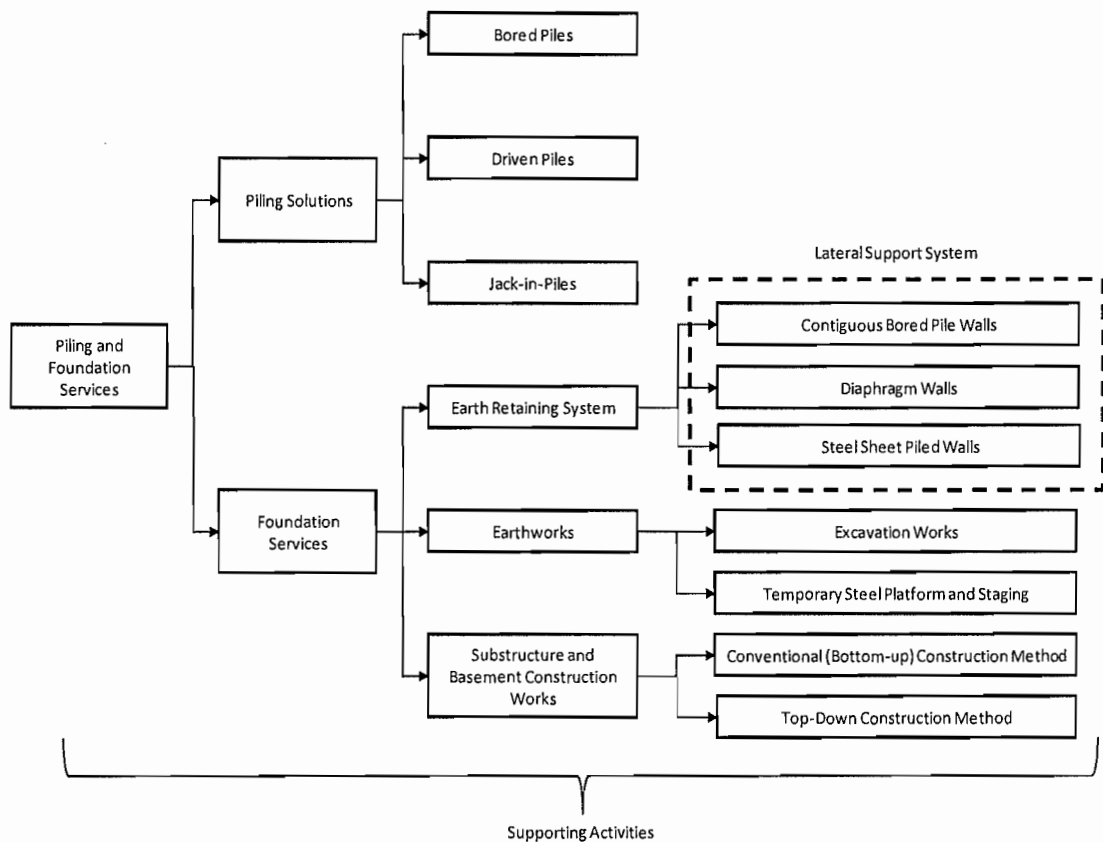 Bored Piles
Driven Piles
Piling Solutions
Jack-in-Piles
Lateral Support System
Contiguous Bored Pile Walls
Piling and
Foundation
Services
Earth Retaining System
Diaphragm Walls
Steel Sheet Piled Walls
Foundation
Services
Earthworks
Excavation Works
Temporary Steel Platform and Staging
Substructure and
Basement Construction
Works
Conventional (Bottom-up) Construction Method
Top-Down Construction Method
Supporting Activities